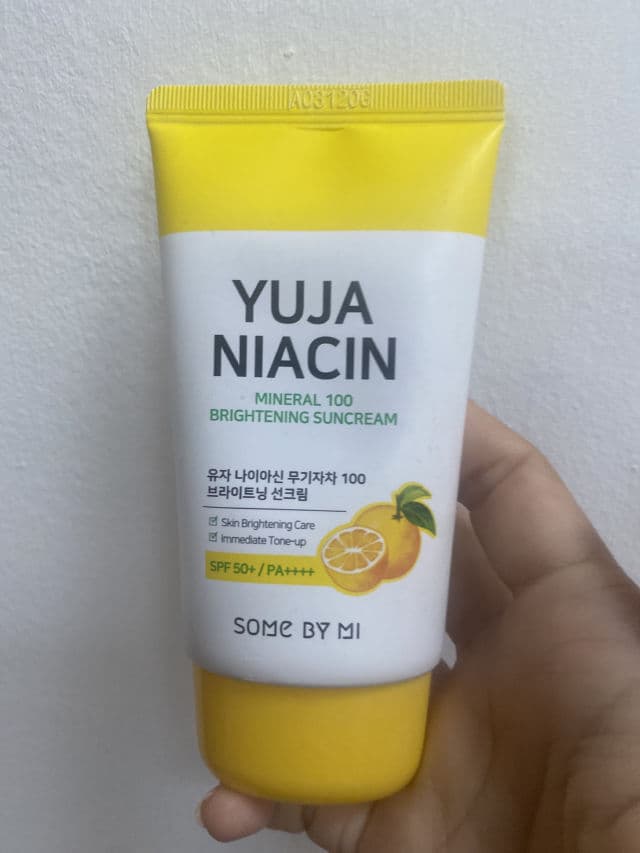 A031209
YUJA
NIACIN
MINERAL 100
BRIGHTENING SUNCREAM
유자 나이아신 무기자차 100
브라이트닝 선크림
Skin Brightening Care
Immediate Tone-up
SPF 50+ / PA++++
SOME BY MI